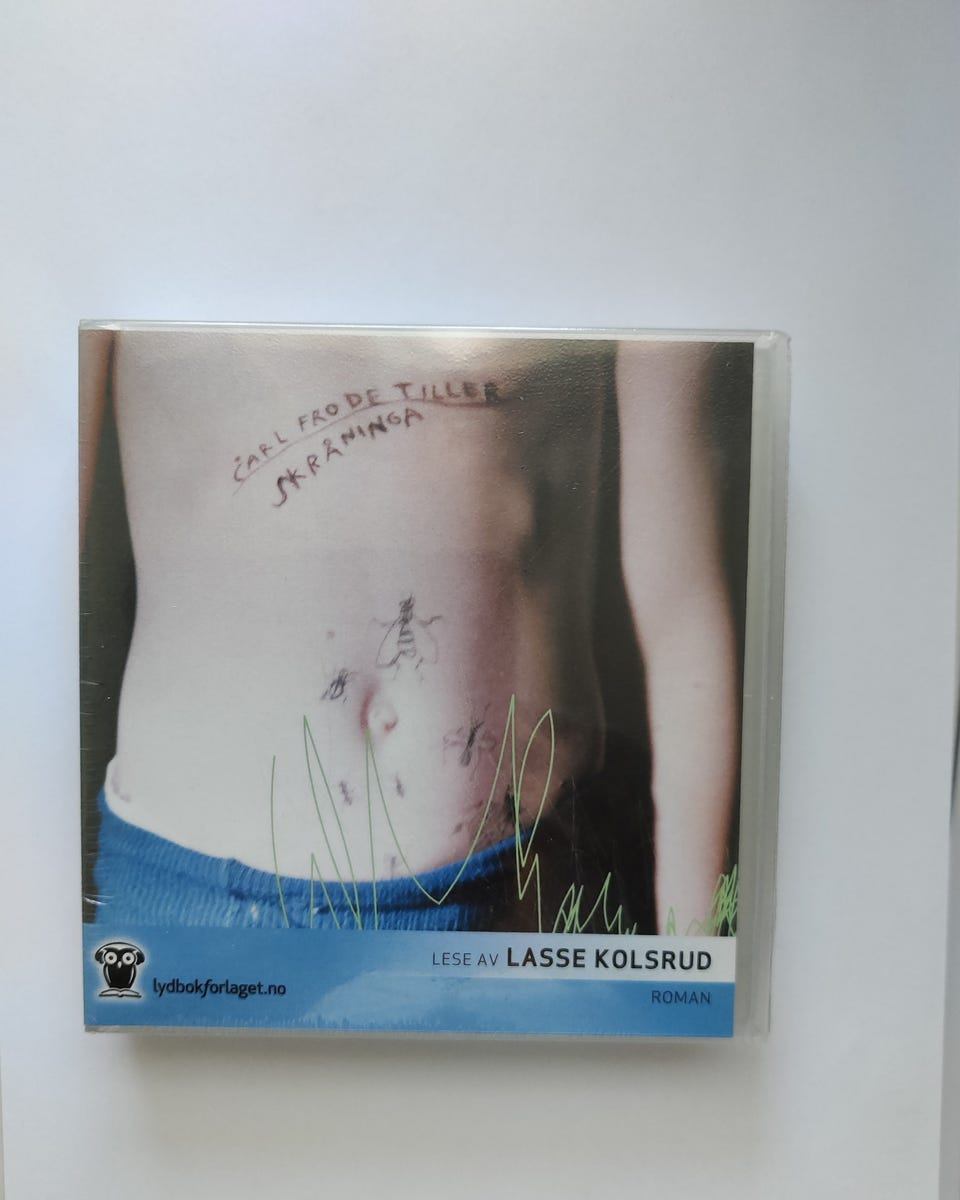 CARL FRODE TILLER
SKRÅNINGA
LESE AV LASSE KOLSRUD
lydbokforlaget.no
ROMAN